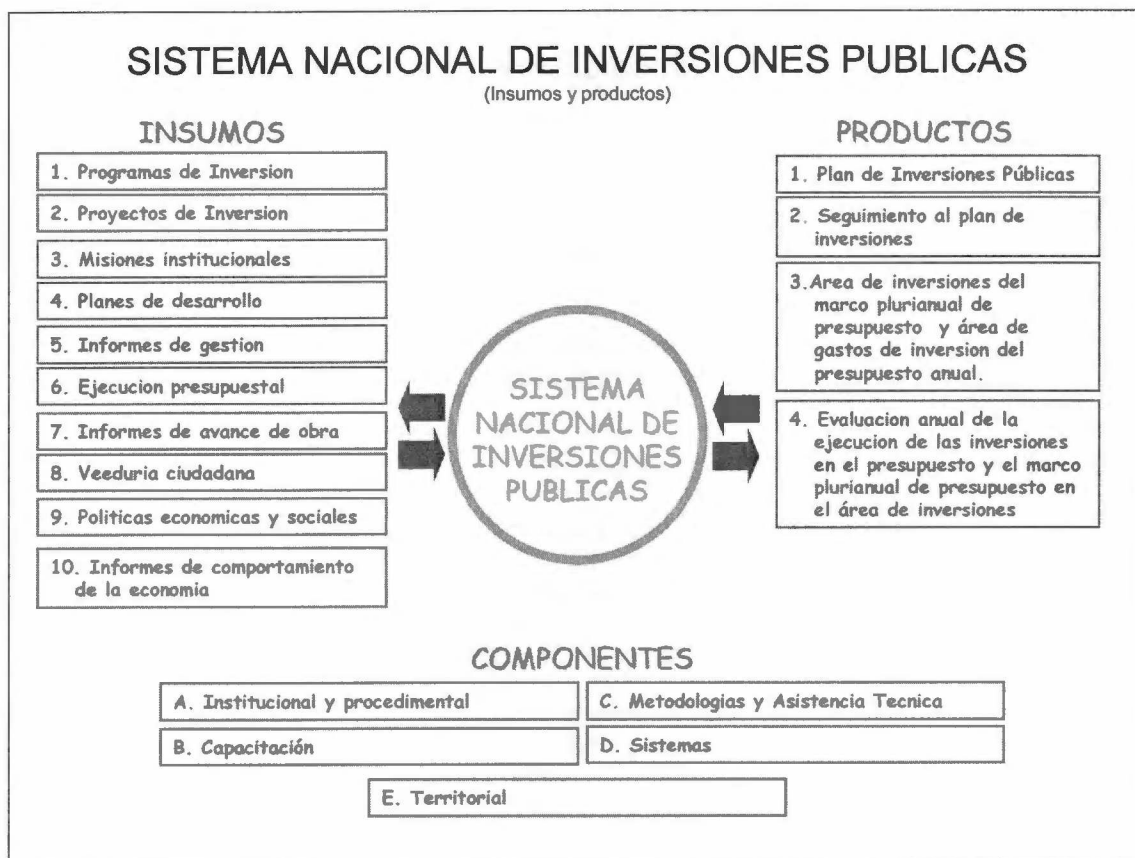 SISTEMA NACIONAL DE INVERSIONES PUBLICAS
(Insumos y productos)
INSUMOS
1. Programas de Inversion
2. Proyectos de Inversion
3. Misiones institucionales
4. Planes de desarrollo
5. Informes de gestion
6. Ejecucion presupuestal
7. Informes de avance de obra
8. Veeduria ciudadana
9. Politicas economicas y sociales
10. Informes de comportamiento
de la economia
SISTEMA
NACIONAL DE
INVERSIONES
PUBLICAS
PRODUCTOS
1. Plan de Inversiones Públicas
2. Seguimiento al plan de
inversiones
3.Area de inversiones del
marco plurianual de
presupuesto y área de
gastos de inversion del
presupuesto anual.
4. Evaluacion anual de la
ejecucion de las inversiones
en el presupuesto y el marco
plurianual de presupuesto en
el área de inversiones
COMPONENTES
A. Institucional y procedimental
C. Metodologias y Asistencia Tecnica
B. Capacitación
D. Sistemas
E. Territorial